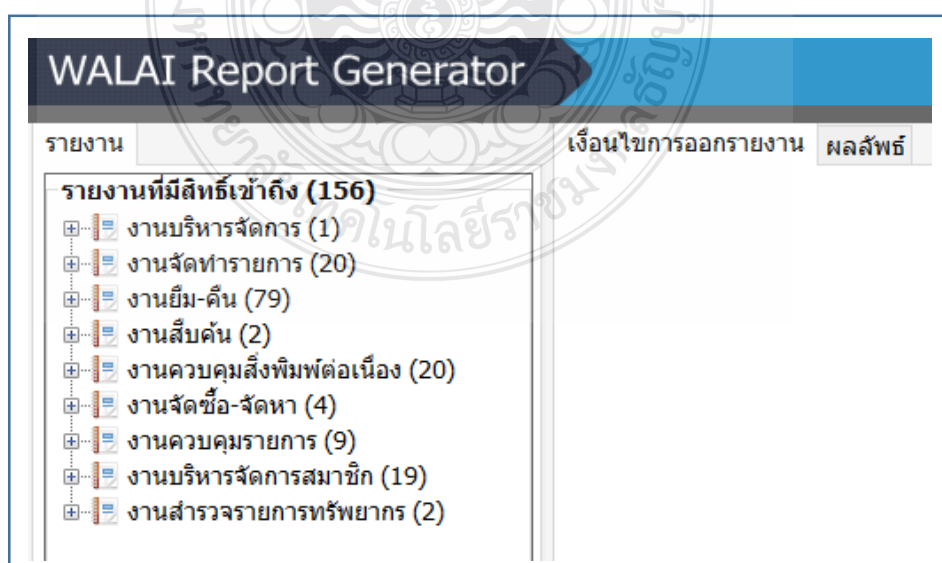 WALAI Report Generator
รายงาน
เงื่อนไขการออกรายงาน ผลลัพธ์
รายงานที่มีสิทธิ์เข้าถึง (156)
งานบริหารจัดการ (1)
งานจัดทำรายการ (20)
งานยืม-คืน (79)
งานสืบค้น (2)
งานควบคุมสิ่งพิมพ์ต่อเนื่อง (20)
งานจัดซื้อ-จัดหา (4)
งานควบคุมรายการ (9)
งานบริหารจัดการสมาชิก (19)
งานสำรวจรายการทรัพยากร (2)